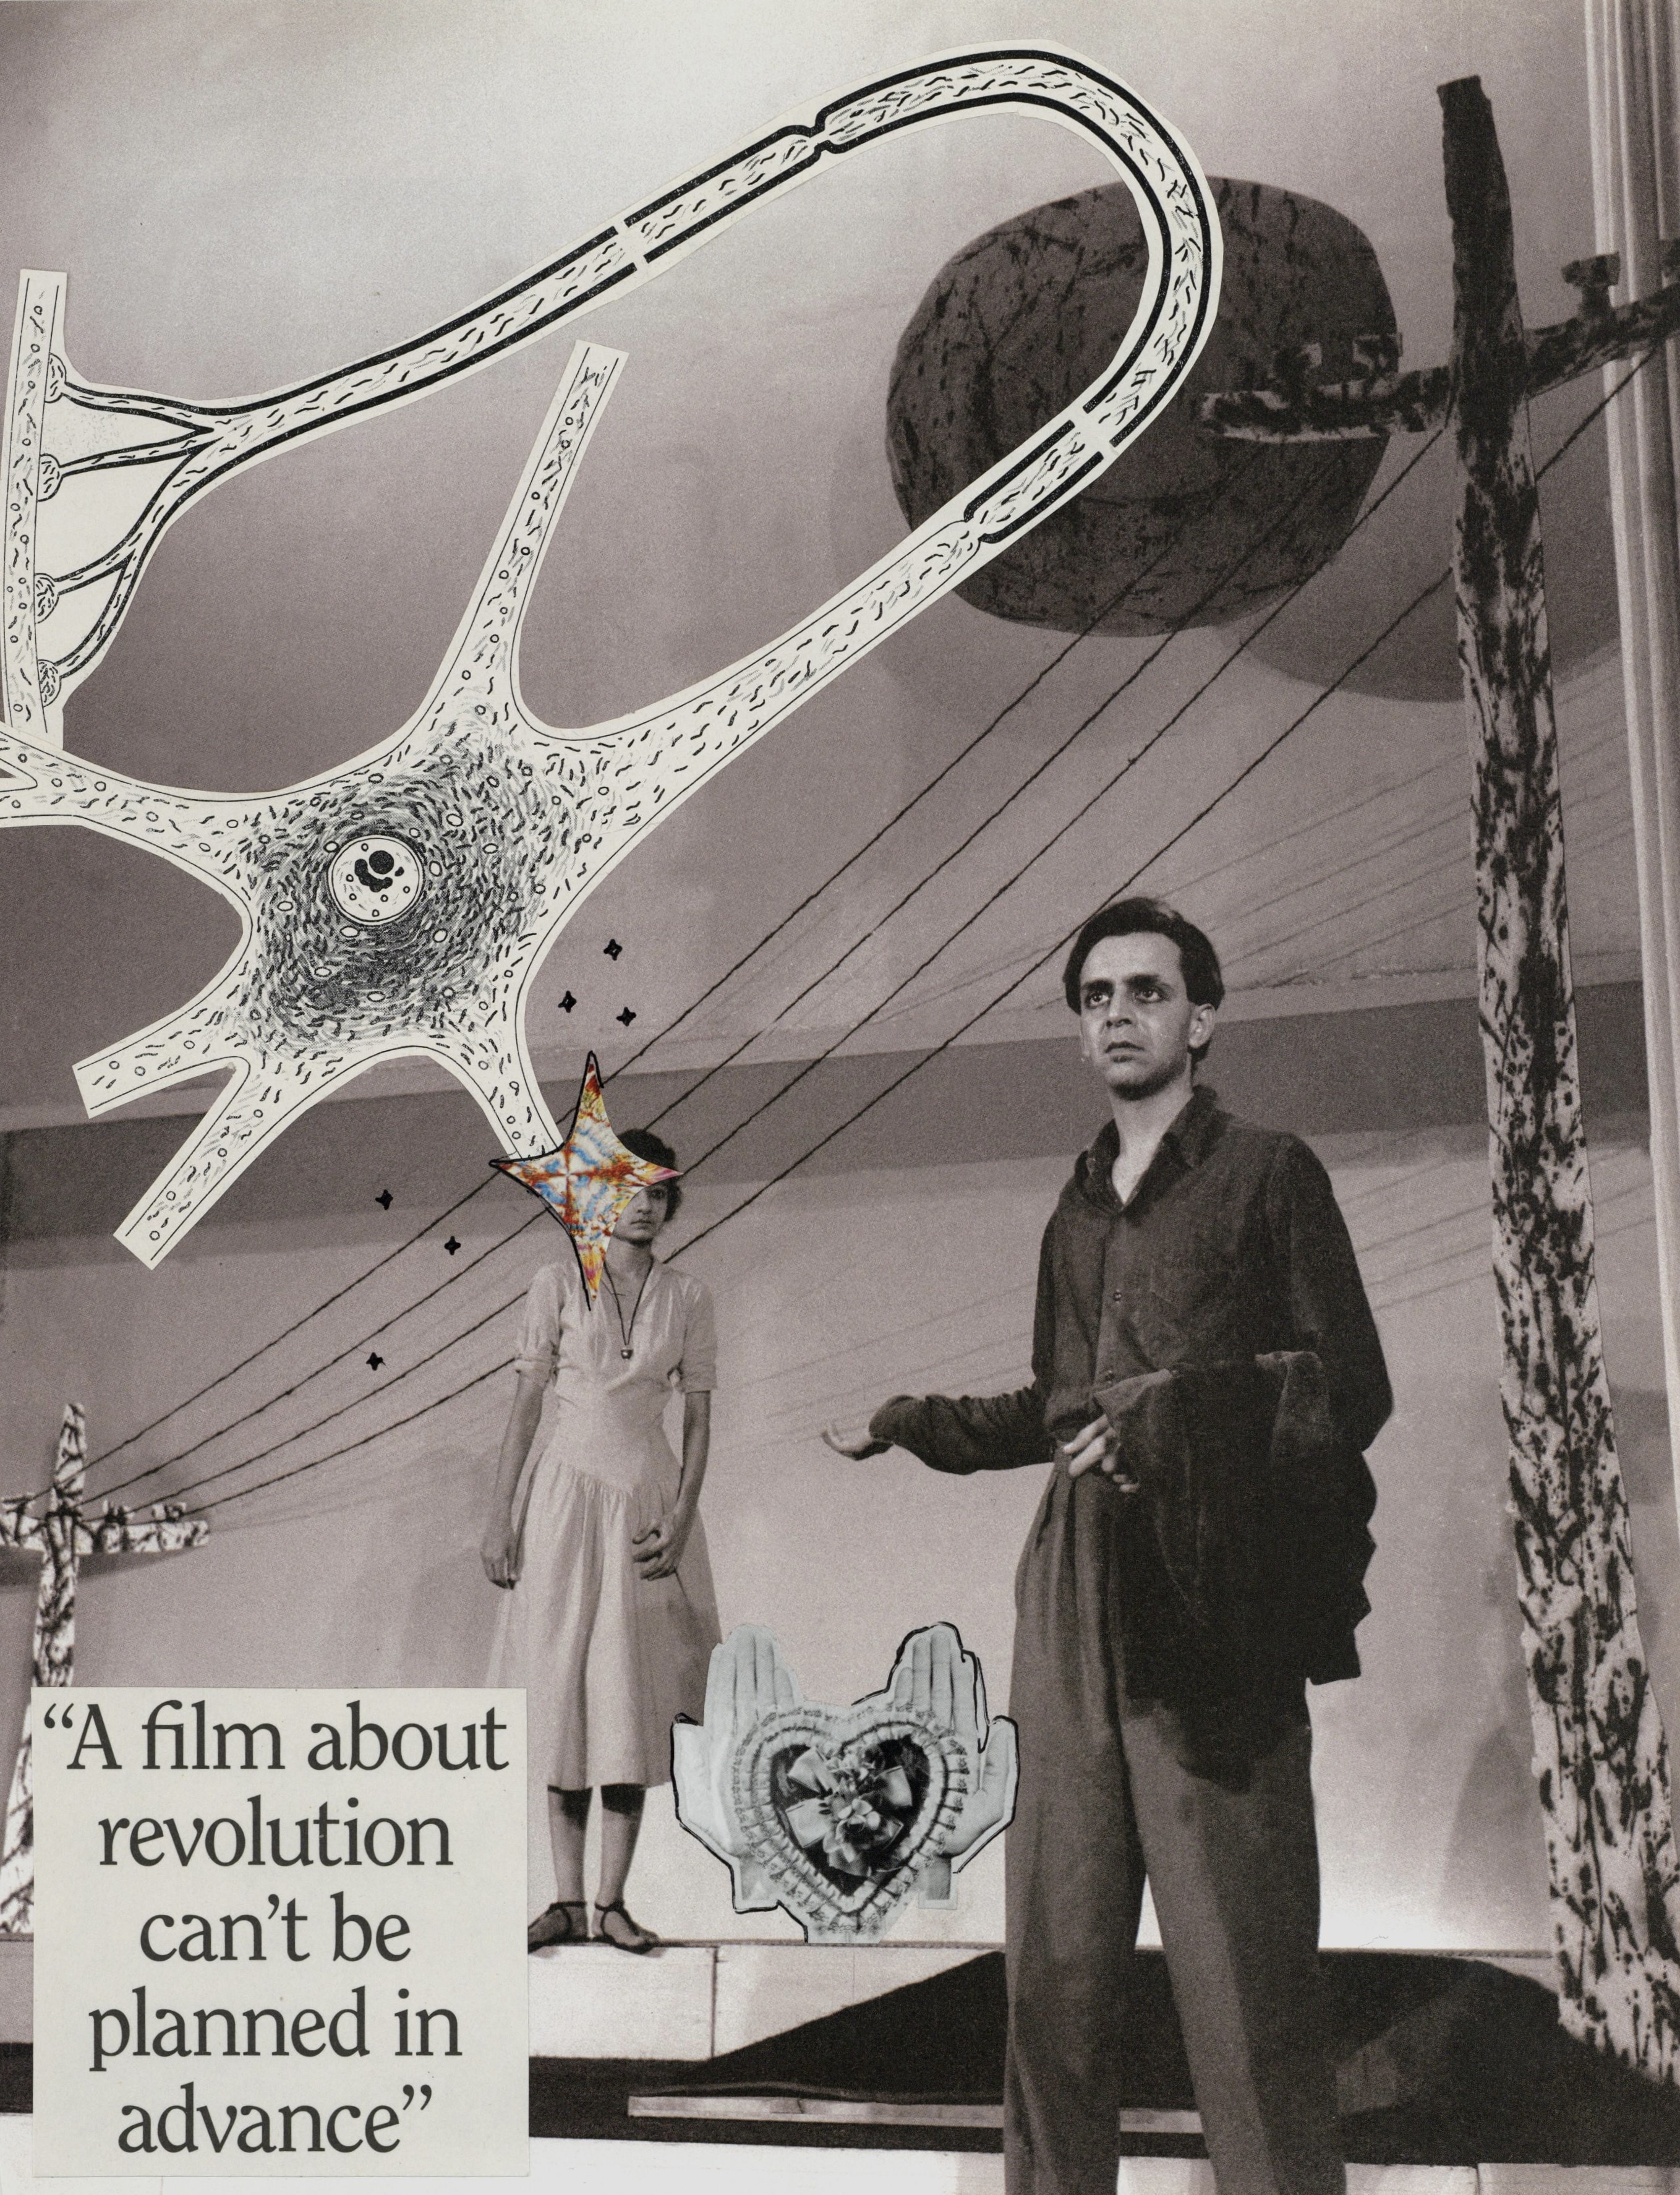 “A film about
revolution
can’t be
planned in
advance”